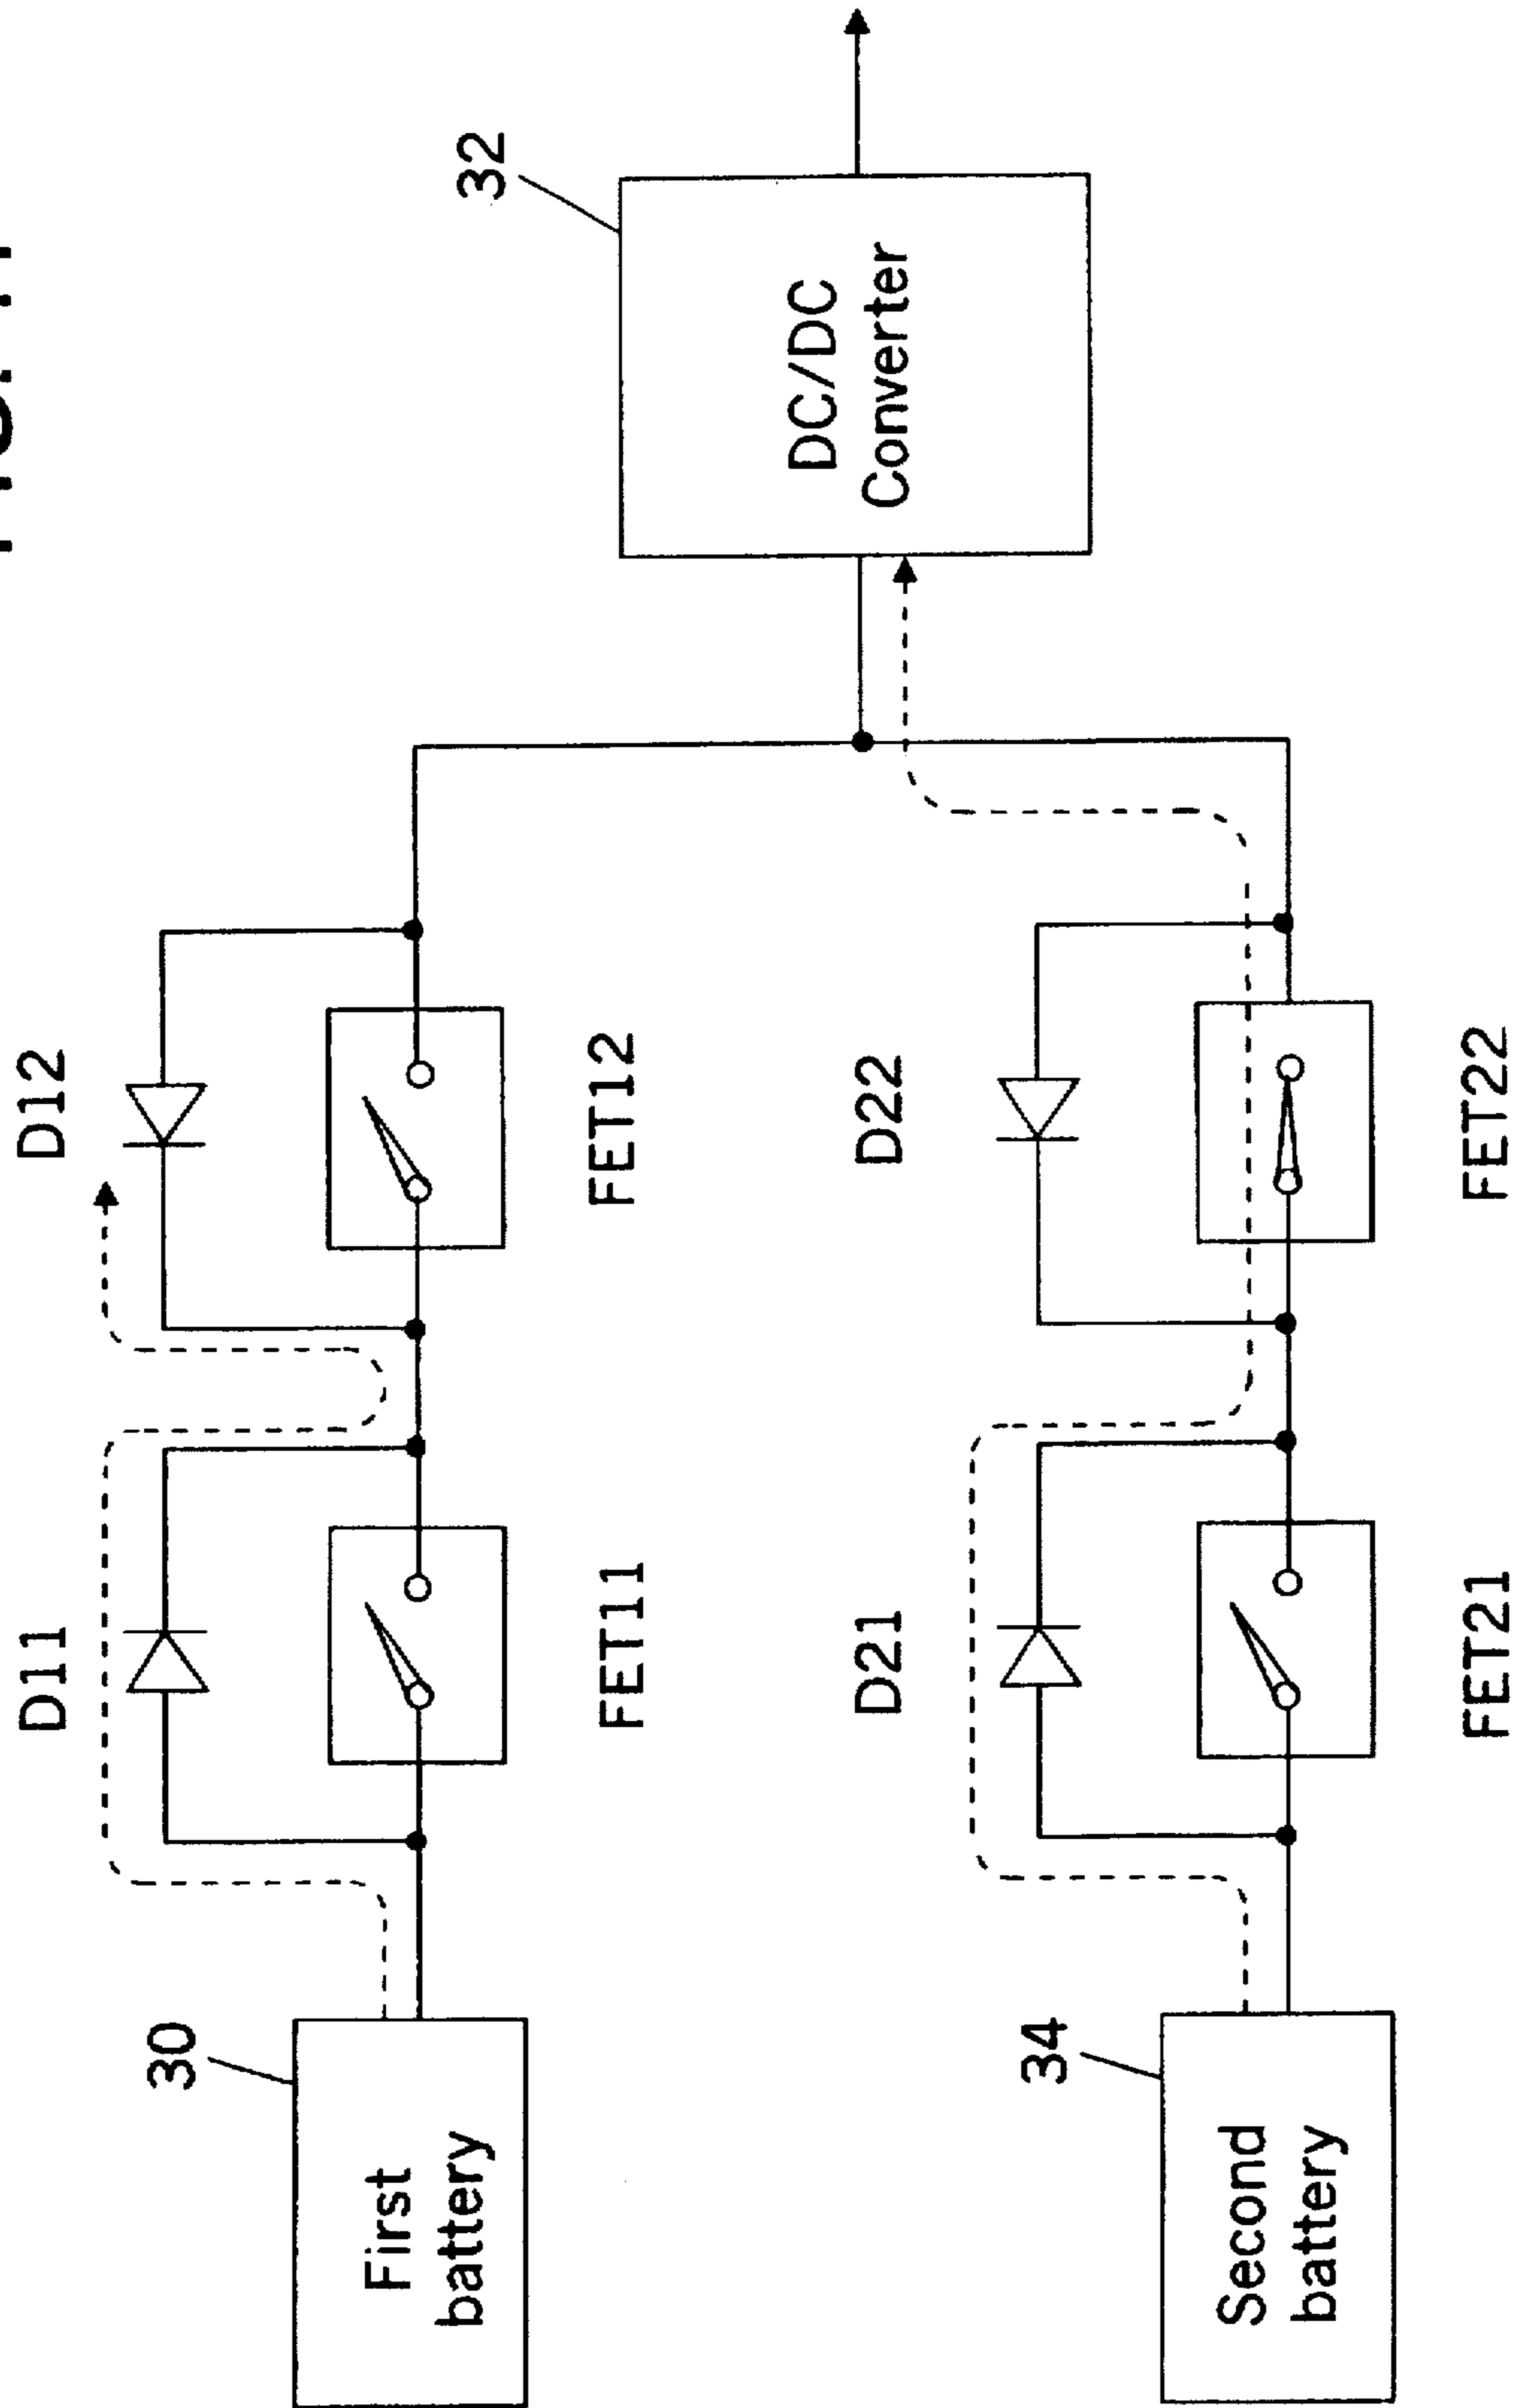 32
DC/DC
Converter
D12
FET12
D22
FET22
D11
FET11
D21
FET21
30
First
battery
34
Second
battery